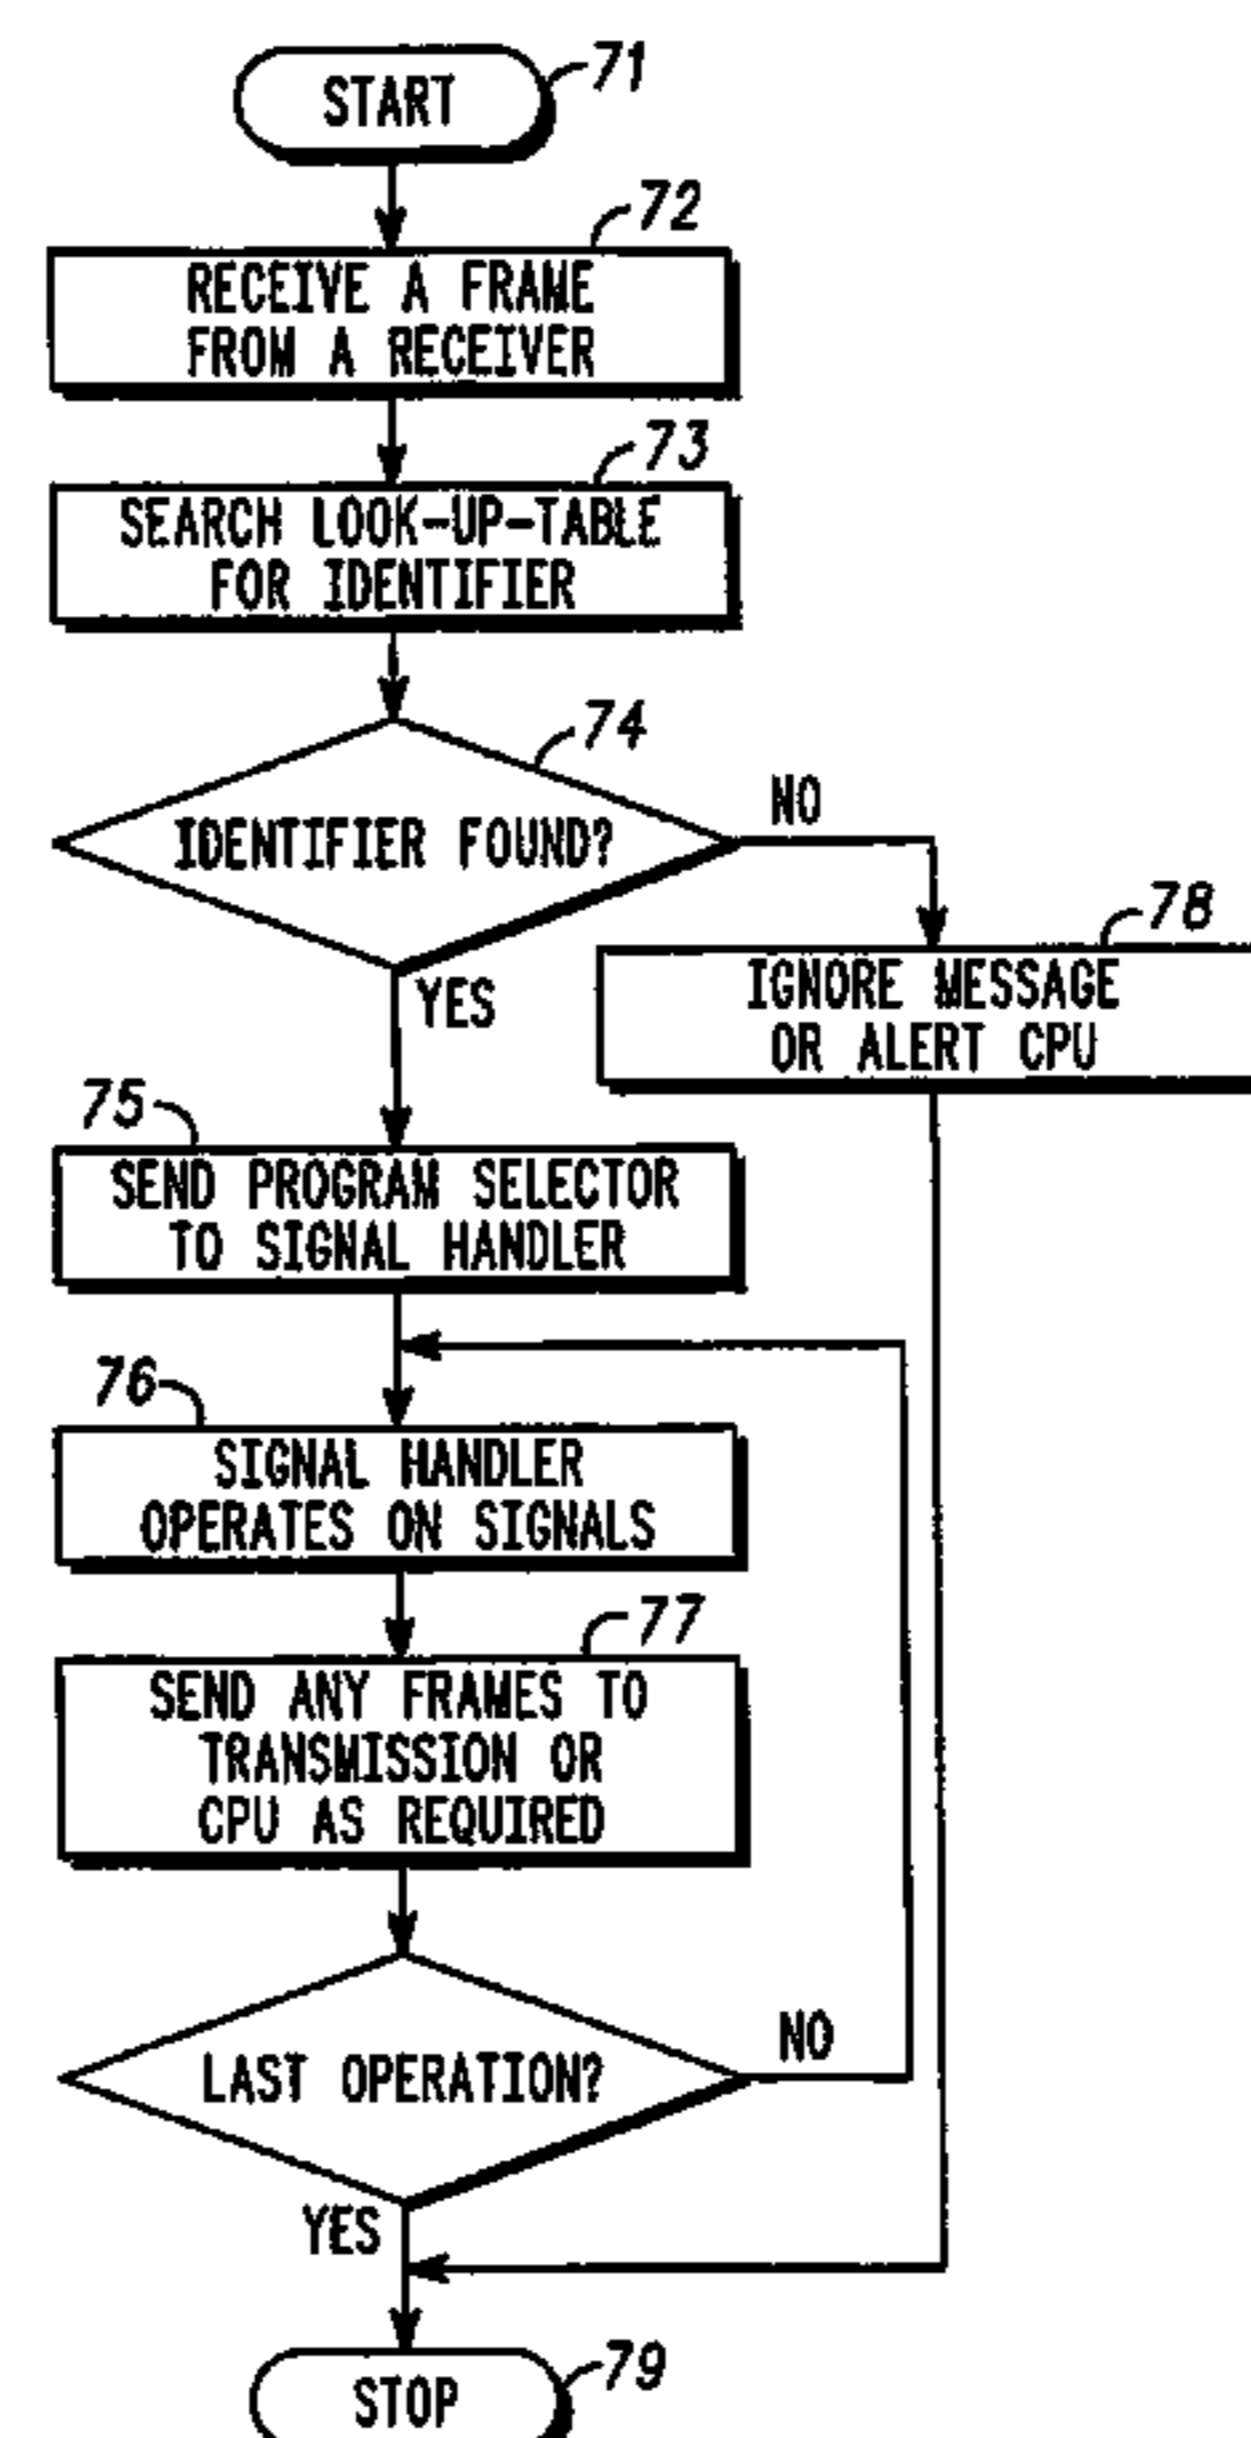 START
71
72
RECEIVE A FRAME
FROM A RECEIVER
73
SEARCH LOOK-UP-TABLE
FOR IDENTIFIER
74
IDENTIFIER FOUND?
NO
YES
78
IGNORE MESSAGE
OR ALERT CPU
75
SEND PROGRAM SELECTOR
TO SIGNAL HANDLER
76
SIGNAL HANDLER
OPERATES ON SIGNALS
77
SEND ANY FRAMES TO
TRANSMISSION OR
CPU AS REQUIRED
LAST OPERATION?
NO
YES
STOP
79